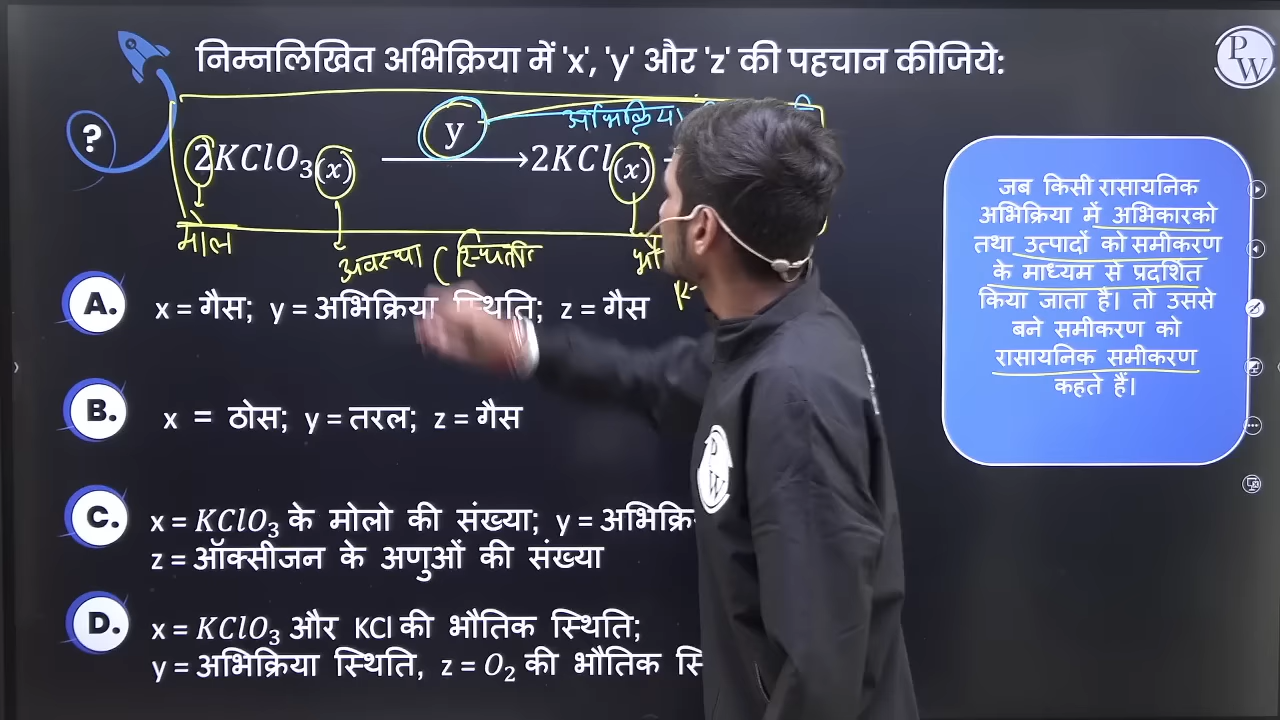 निम्नलिखित अभिक्रिया में 'x', 'y' और 'z' की पहचान कीजिये:
?
2KClO₃(x) y → 2KCl(x)
अभिक्रिया
मोल
अवस्था (स्थिति
A. x = गैस; y = अभिक्रिया स्थिति; z = गैस
B. x = ठोस; y = तरल; z = गैस
C. x = KClO₃ के मोलो की संख्या; y = अभिक्रि
z = ऑक्सीजन के अणुओं की संख्या
D. x = KClO₃ और KCl की भौतिक स्थिति;
y = अभिक्रिया स्थिति, z = O₂ की भौतिक
जब किसी रासायनिक
अभिक्रिया में अभिकारको
तथा उत्पादों को समीकरण
के माध्यम से प्रदर्शित
किया जाता है। तो उससे
बने समीकरण को
रासायनिक समीकरण
कहते हैं।
P W
P W